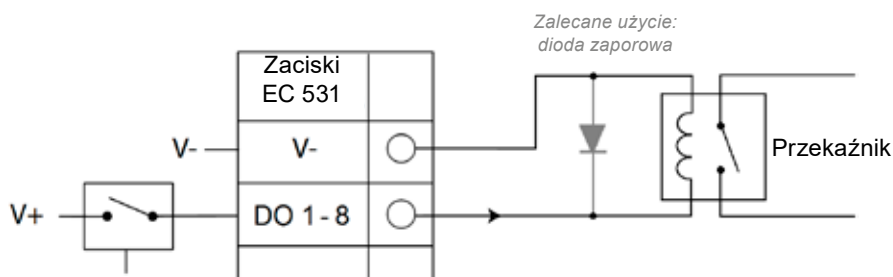 Zalecane użycie:
dioda zaporowa
Zaciski
EC 531
V-
V-
Przekaźnik
V+
DO 1 - 8